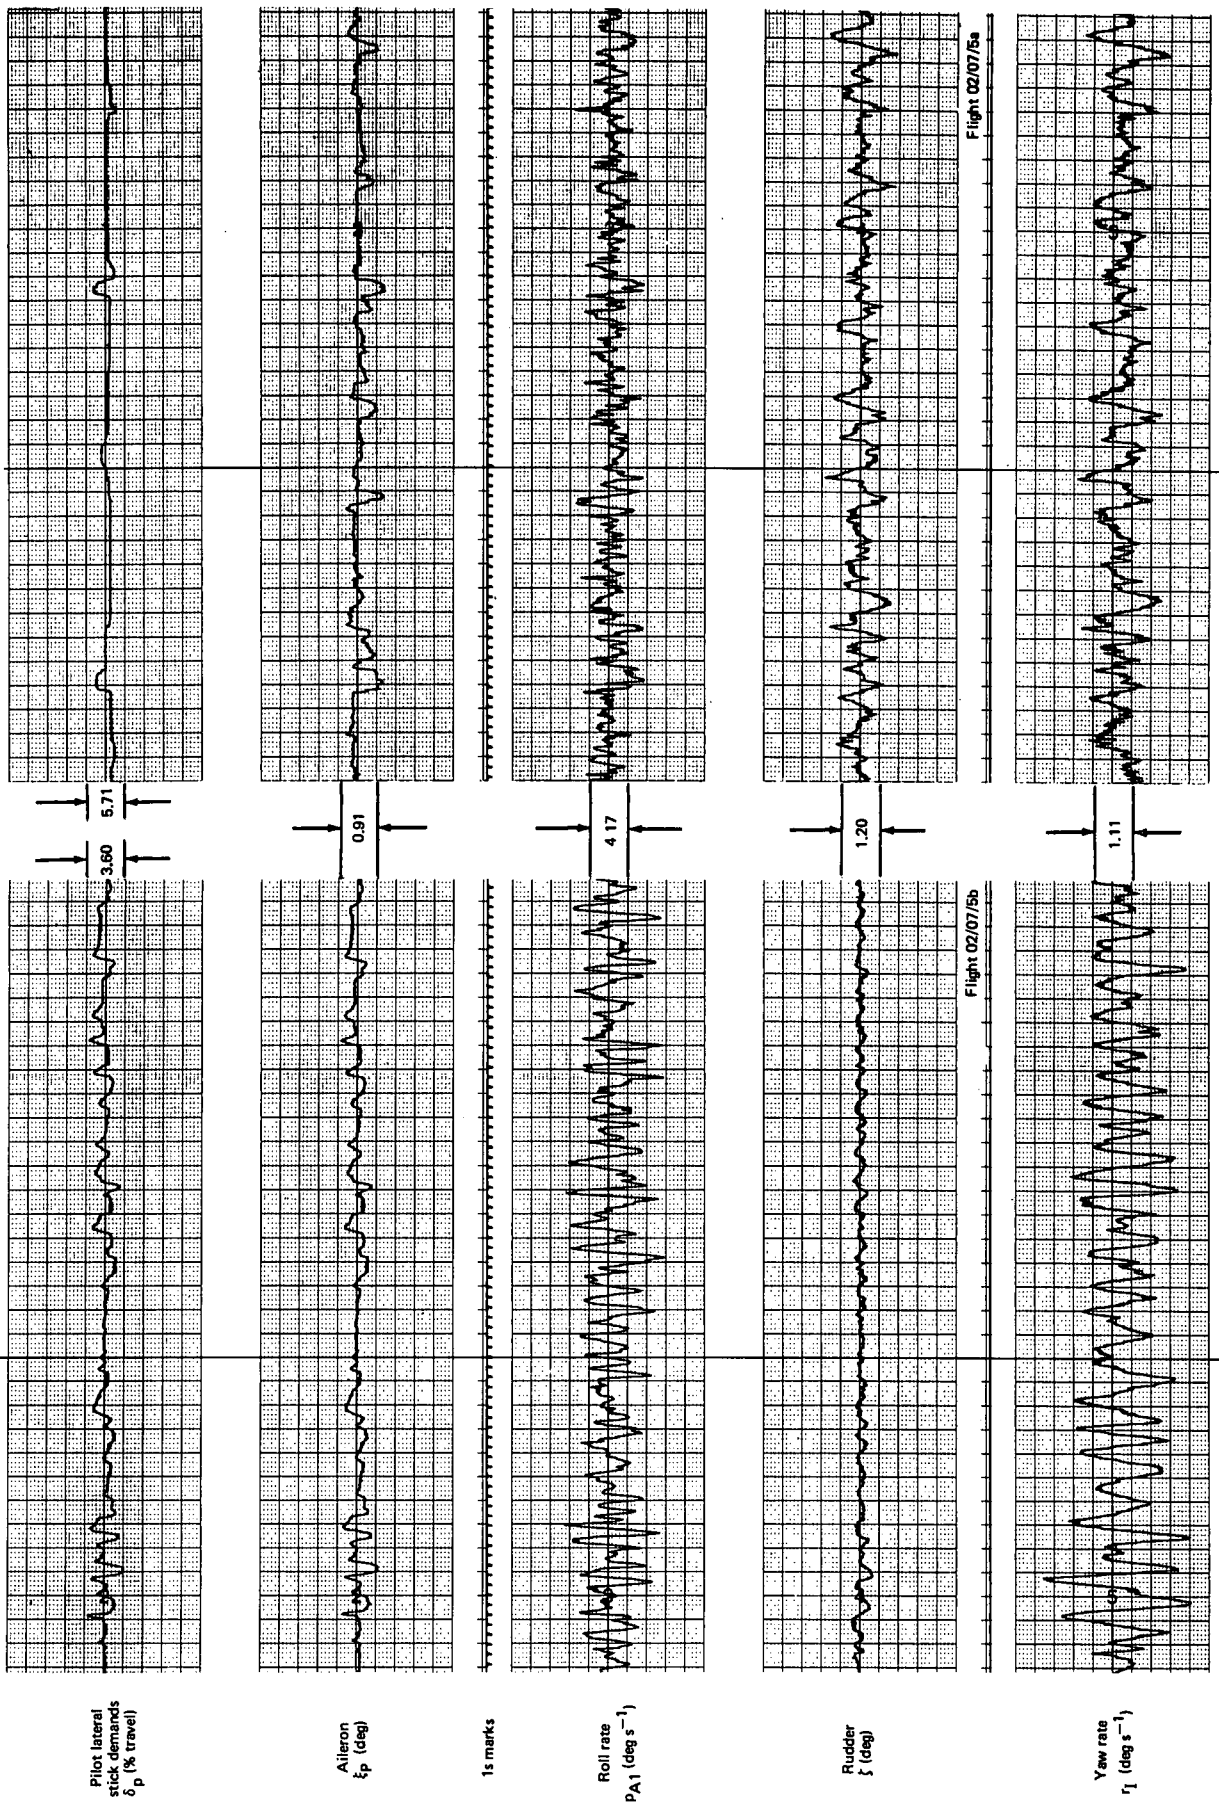 Pilot lateral
stick demands
δp (% travel)
3.60
5.71
Aileron
ξp (deg)
0.91
1s marks
Roll rate
pA1 (deg s−1)
4 17
Rudder
ζ (deg)
1.20
Flight 02/07/5b
Flight 02/07/5a
Yaw rate
rI (deg s−1)
1.11